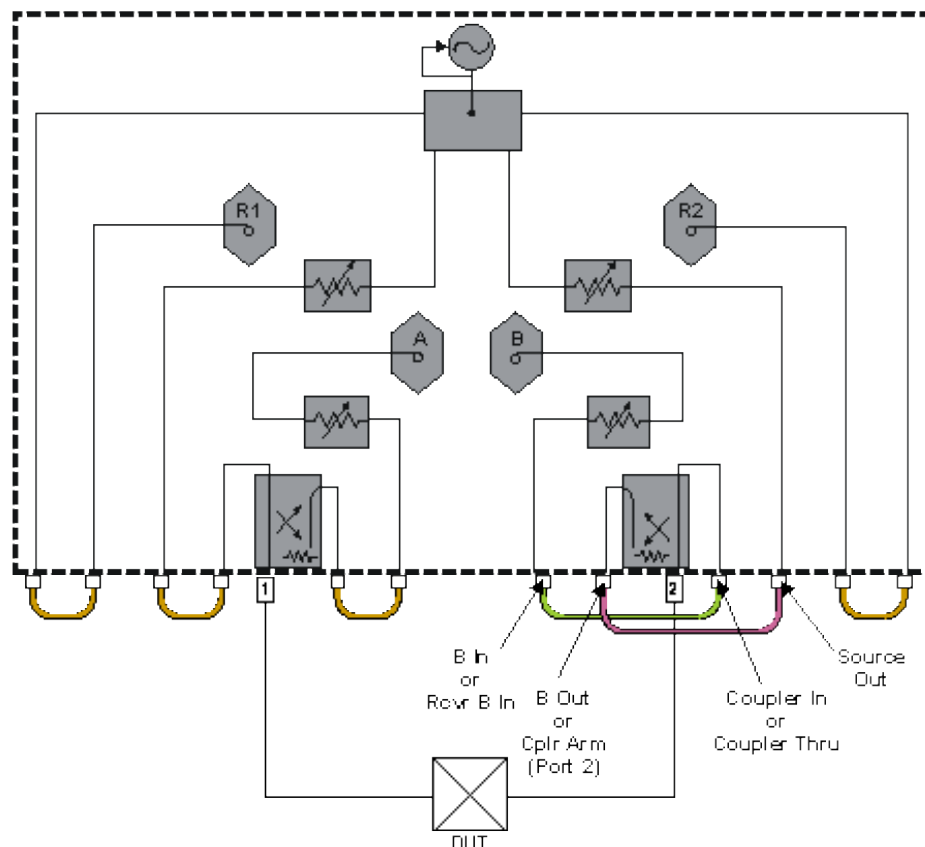 R1
R2
A
B
1
2
B In
or
Rcvr B In
B Out
or
Cplr Arm
(Port 2)
Coupler In
or
Coupler Thru
Source
Out
DUT